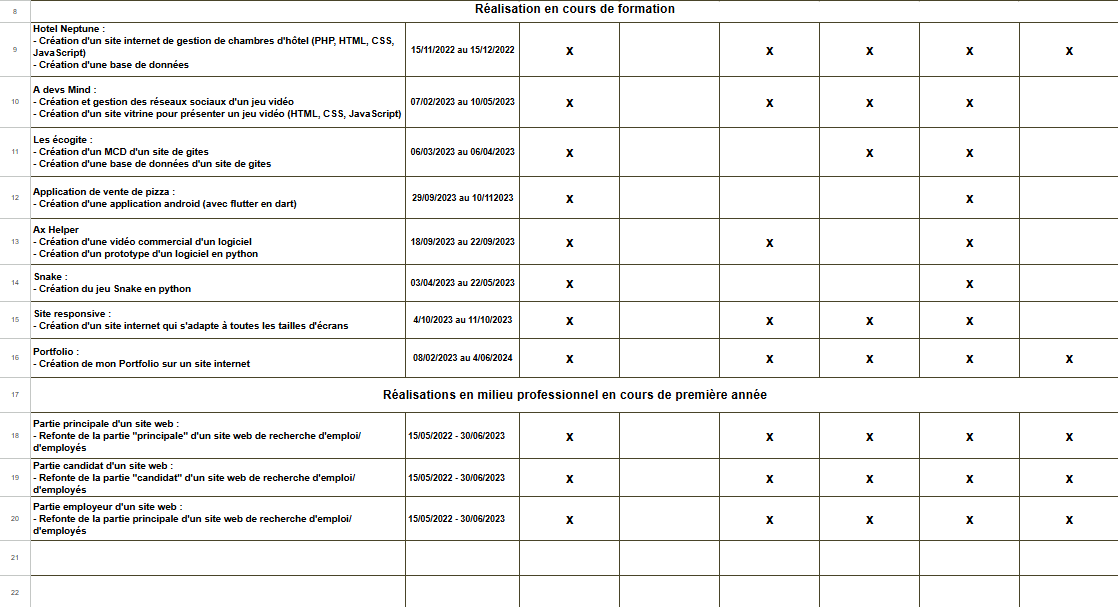 8 Réalisation en cours de formation
Hotel Neptune :
- Création d'un site internet de gestion de chambres d'hôtel (PHP, HTML, CSS,
9 JavaScript) 15/11/2022 au 15/12/2022 x x x x x
- Création d'une base de données
A devs Mind :
10 - Création et gestion des réseaux sociaux d'un jeu vidéo 07/02/2023 au 10/05/2023 x x x x
- Création d'un site vitrine pour présenter un jeu vidéo (HTML, CSS, JavaScript)
Les écogite :
11 - Création d'un MCD d'un site de gites 06/03/2023 au 06/04/2023 x x x
- Création d'une base de données d'un site de gites
Application de vente de pizza :
12 - Création d'une application android (avec flutter en dart) 29/09/2023 au 10/112023 x x
Ax Helper
13 - Création d'une vidéo commercial d'un logiciel 18/09/2023 au 22/09/2023 x x x
- Création d'un prototype d'un logiciel en python
Snake :
14 - Création du jeu Snake en python 03/04/2023 au 22/05/2023 x x
Site responsive :
15 - Création d'un site internet qui s'adapte à toutes les tailles d'écrans 4/10/2023 au 11/10/2023 x x x x
Portfolio :
16 - Création de mon Portfolio sur un site internet 08/02/2023 au 4/06/2024 x x x x x
17 Réalisations en milieu professionnel en cours de première année
Partie principale d'un site web :
18 - Refonte de la partie "principale" d'un site web de recherche d'emploi/ 15/05/2022 - 30/06/2023 x x x x x
d'employés
Partie candidat d'un site web :
19 - Refonte de la partie "candidat" d'un site web de recherche d'emploi/ 15/05/2022 - 30/06/2023 x x x x x
d'employés
Partie employeur d'un site web :
20 - Refonte de la partie principale d'un site web de recherche d'emploi/ 15/05/2022 - 30/06/2023 x x x x x
d'employés
21
22